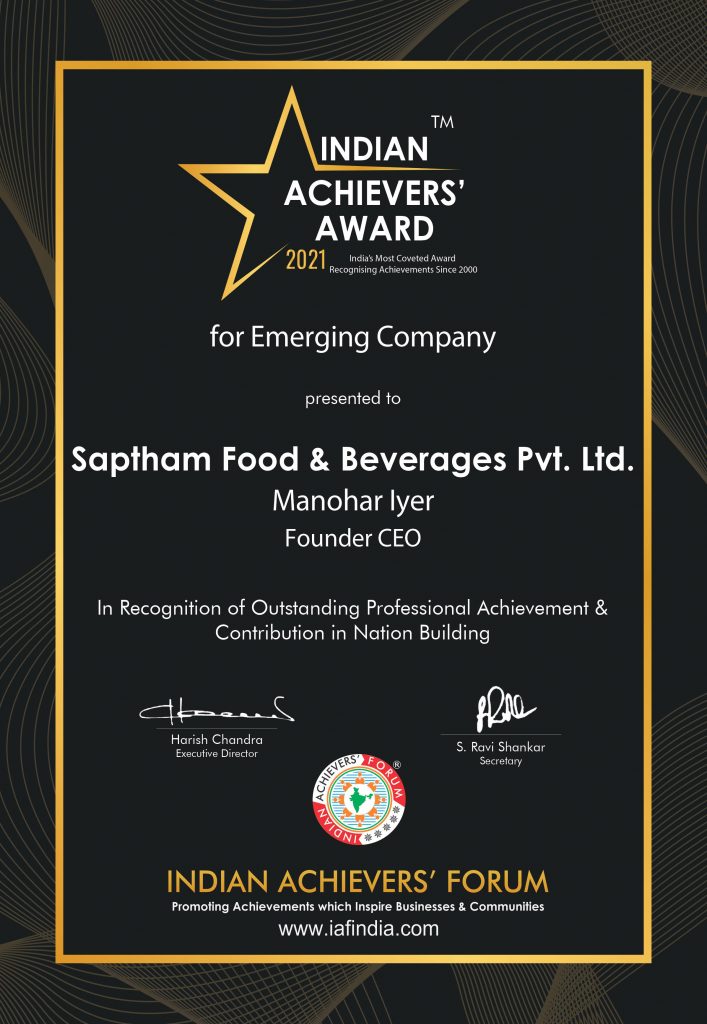 TM
INDIAN
ACHIEVERS’
AWARD
2021
India's Most Coveted Award
Recognising Achievements Since 2000
for Emerging Company
presented to
Saptham Food & Beverages Pvt. Ltd.
Manohar Iyer
Founder CEO
In Recognition of Outstanding Professional Achievement &
Contribution in Nation Building
Harish Chandra
Executive Director
S. Ravi Shankar
Secretary
INDIAN ACHIEVERS' FORUM
®
INDIAN ACHIEVERS’ FORUM
Promoting Achievements which Inspire Businesses & Communities
www.iafindia.com